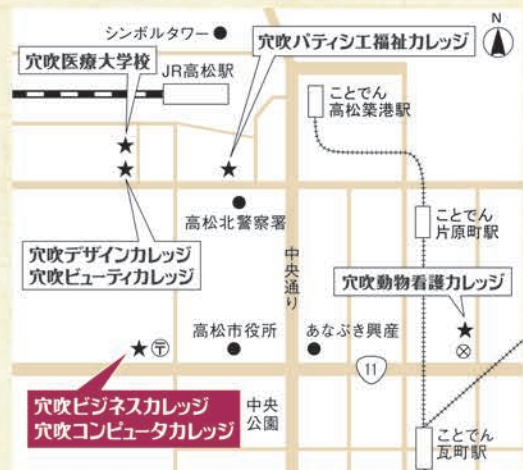 シンボルタワー
N
穴吹医療大学校
穴吹パティシエ福祉カレッジ
JR高松駅
ことでん
高松築港駅
高松北警察署
ことでん
片原町駅
穴吹デザインカレッジ
穴吹ビューティカレッジ
中央通り
穴吹動物看護カレッジ
高松市役所
あなぶき興産
〒
11
穴吹ビジネスカレッジ
穴吹コンピュータカレッジ
中央
公園
ことでん
瓦町駅